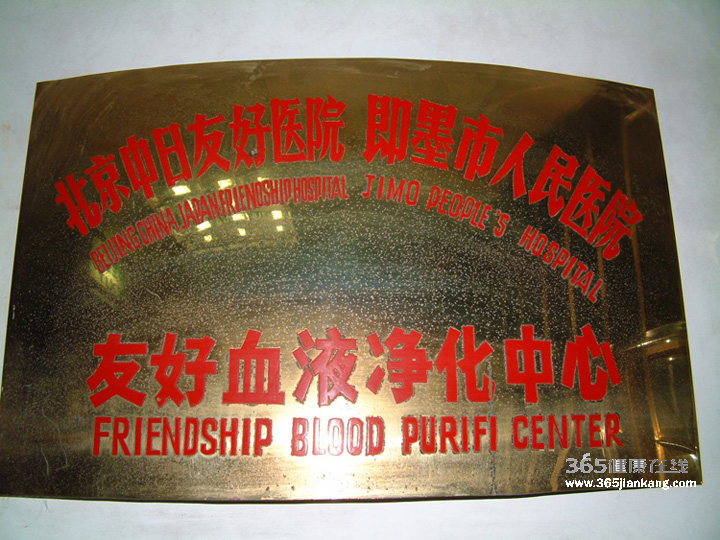 北京中日友好医院 即墨市人民医院
BEIJING CHINA JAPAN FRIENDSHIP HOSPITAL JIMO PEOPLE'S HOSPITAL
友好血液净化中心
FRIENDSHIP BLOOD PURIFI CENTER
365健康在线
www.365jiankang.com